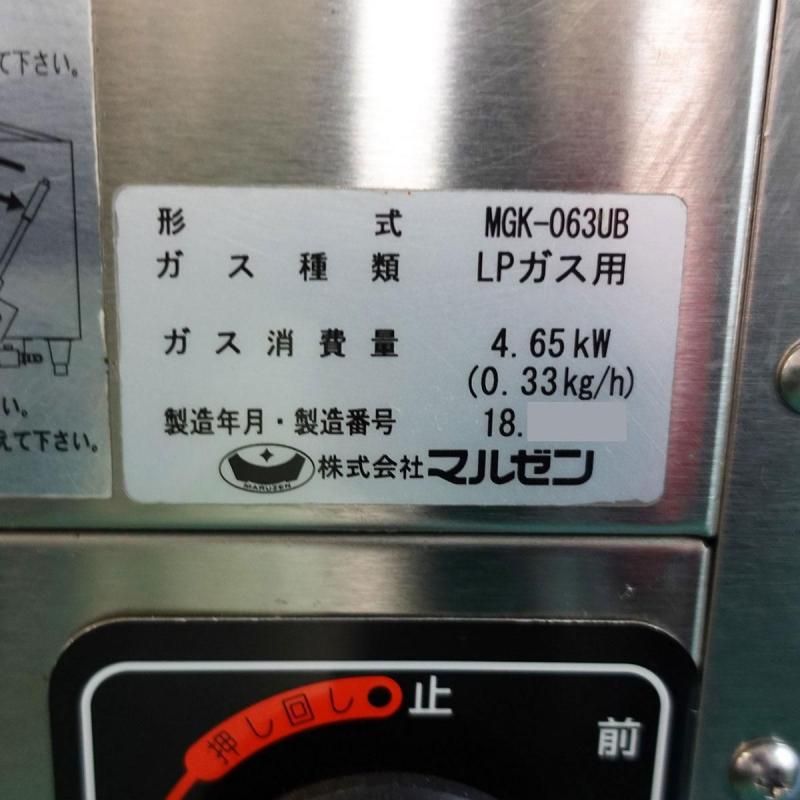 て下さい。
形式 MGK-063UB
ガス種類 LPガス用
ガス消費量 4.65kW
(0.33kg/h)
製造年月・製造番号 18.
MARUZEN 株式会社マルゼン
い。
えて下さい。
押し回し 止
前